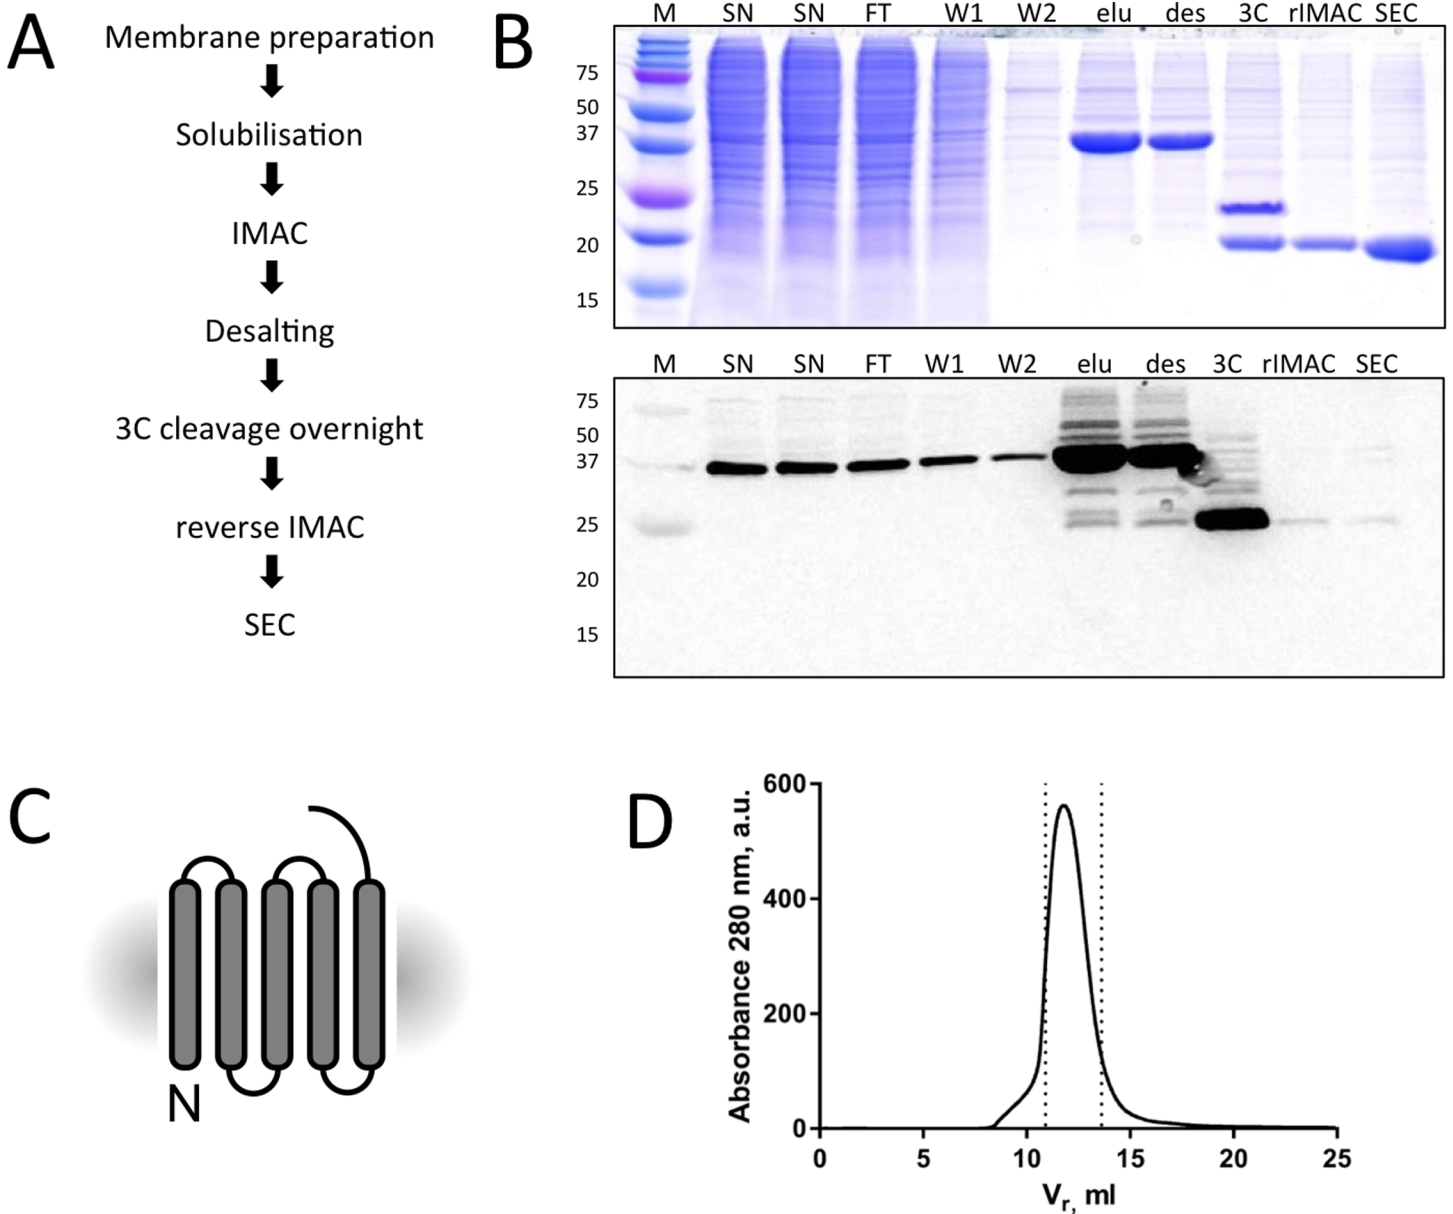 A
Membrane preparation
Solubilisation
IMAC
Desalting
3C cleavage overnight
reverse IMAC
SEC
B
M SN SN FT W1 W2 elu des 3C rIMAC SEC
75
50
37
25
20
15
M SN SN FT W1 W2 elu des 3C rIMAC SEC
75
50
37
25
20
15
C
N
D
Absorbance 280 nm, a.u.
600
400
200
0
0 5 10 15 20 25
Vr, ml